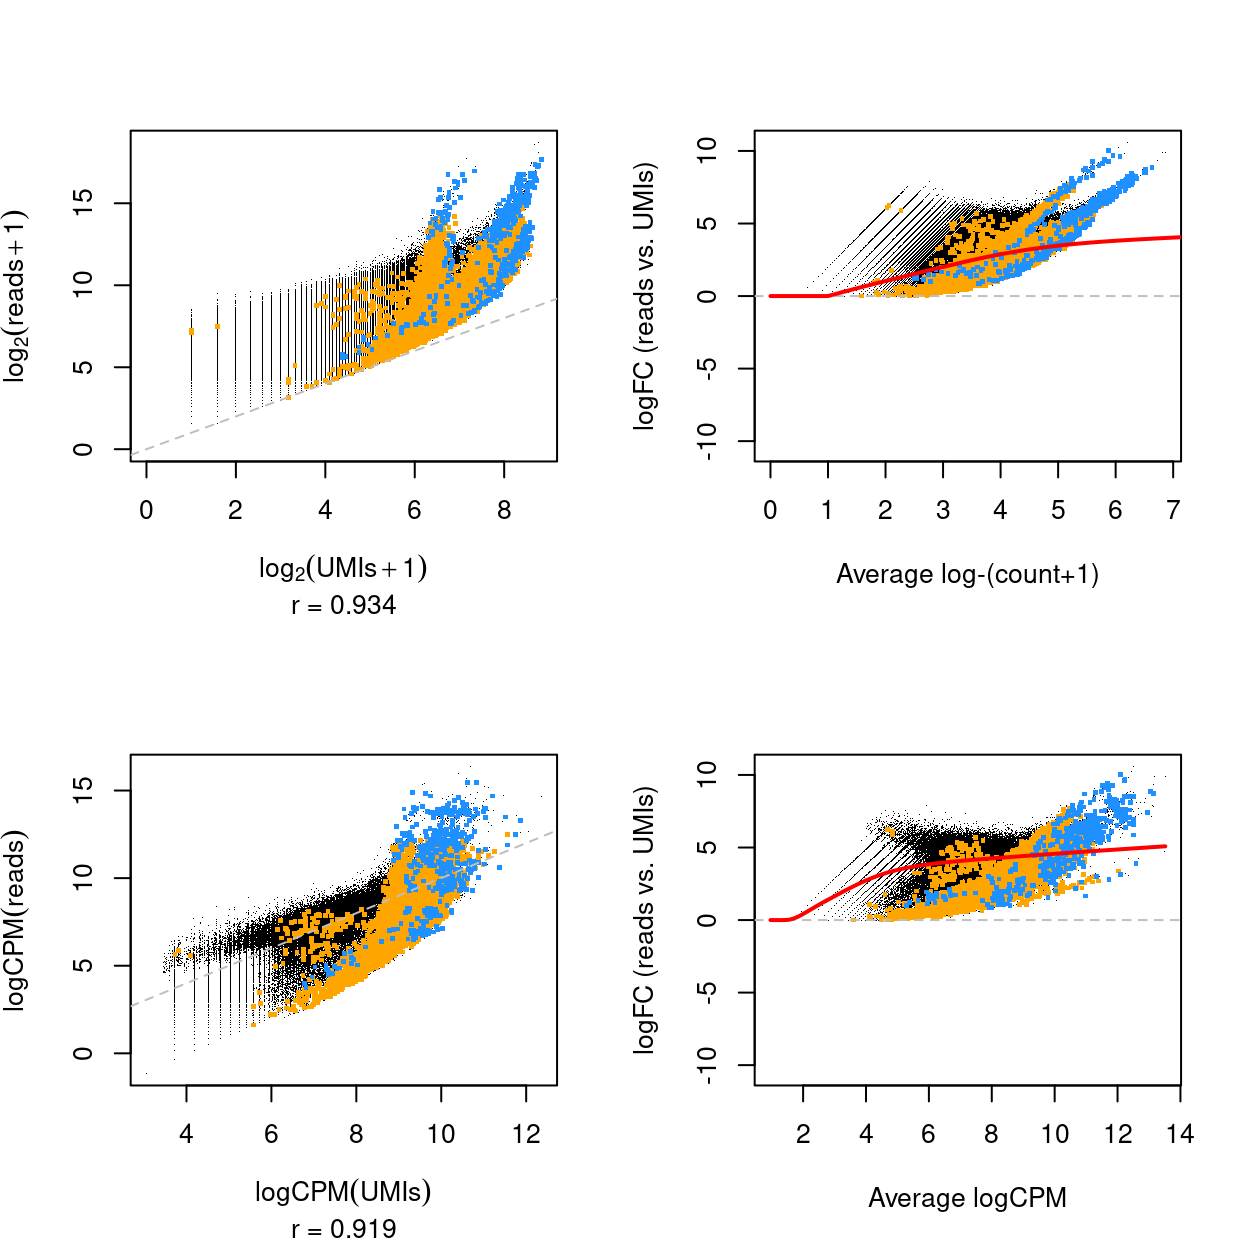 log₂(reads + 1)
15
10
5
0
0 2 4 6 8
log₂(UMIs + 1)
r = 0.934
logFC (reads vs. UMIs)
10
5
0
-5
-10
0 1 2 3 4 5 6 7
Average log-(count+1)
logCPM(reads)
15
10
5
0
4 6 8 10 12
logCPM(UMIs)
r = 0.919
logFC (reads vs. UMIs)
10
5
0
-5
-10
2 4 6 8 10 12 14
Average logCPM